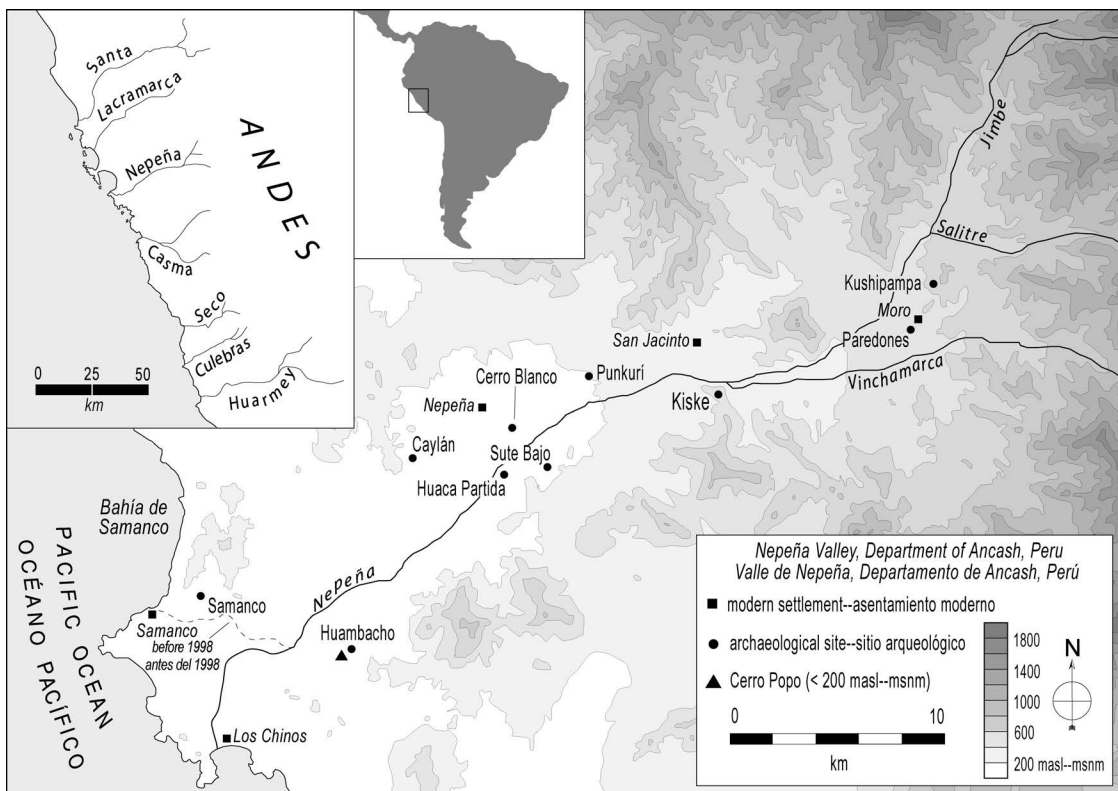 Santa
Lacramarca
Nepeña
Casma
Seco
Culebras
Huarmey
ANDES
0 25 50
km
Jimbe
Salitre
Kushipampa
Moro
Paredones
San Jacinto
Vinchamarca
Punkurí
Cerro Blanco
Kiske
Nepeña
Caylán
Sute Bajo
Huaca Partida
Bahía de
Samanco
PACIFIC OCEAN
OCÉANO PACÍFICO
Nepeña
Samanco
Samanco
before 1998
antes del 1998
Huambacho
Los Chinos
Nepeña Valley, Department of Ancash, Peru
Valle de Nepeña, Departamento de Ancash, Perú
modern settlement--asentamiento moderno
archaeological site--sitio arqueológico
Cerro Popo (< 200 masl--msnm)
0 10
km
1800
1400
1000
600
200 masl--msnm
N